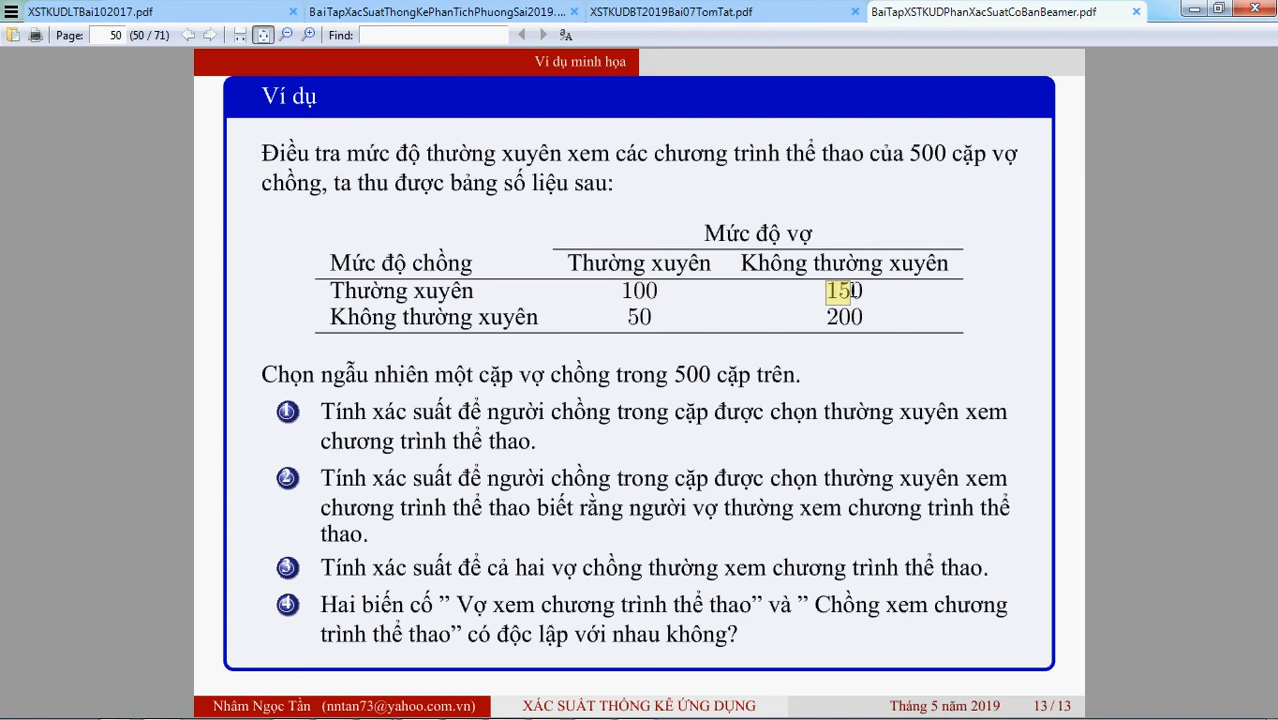 XSTKUDLTBai102017.pdf BaiTapXacSuatThongKePhanTichPhuongSai2019.... XSTKUDBT2019Bai07TomTat.pdf BaiTapXSTKUDPhanXacSuatCoBanBeamer.pdf
Page: 50 (50 / 71) Find:
Ví dụ minh họa
Ví dụ
Điều tra mức độ thường xuyên xem các chương trình thể thao của 500 cặp vợ
chồng, ta thu được bảng số liệu sau:
Mức độ vợ
Mức độ chồng Thường xuyên Không thường xuyên
Thường xuyên 100 150
Không thường xuyên 50 200
Chọn ngẫu nhiên một cặp vợ chồng trong 500 cặp trên.
1 Tính xác suất để người chồng trong cặp được chọn thường xuyên xem
chương trình thể thao.
2 Tính xác suất để người chồng trong cặp được chọn thường xuyên xem
chương trình thể thao biết rằng người vợ thường xem chương trình thể
thao.
3 Tính xác suất để cả hai vợ chồng thường xem chương trình thể thao.
4 Hai biến cố ” Vợ xem chương trình thể thao” và ” Chồng xem chương
trình thể thao” có độc lập với nhau không?
Nhâm Ngọc Tần (nntan73@yahoo.com.vn) XÁC SUẤT THỐNG KÊ ỨNG DỤNG Tháng 5 năm 2019 13 / 13